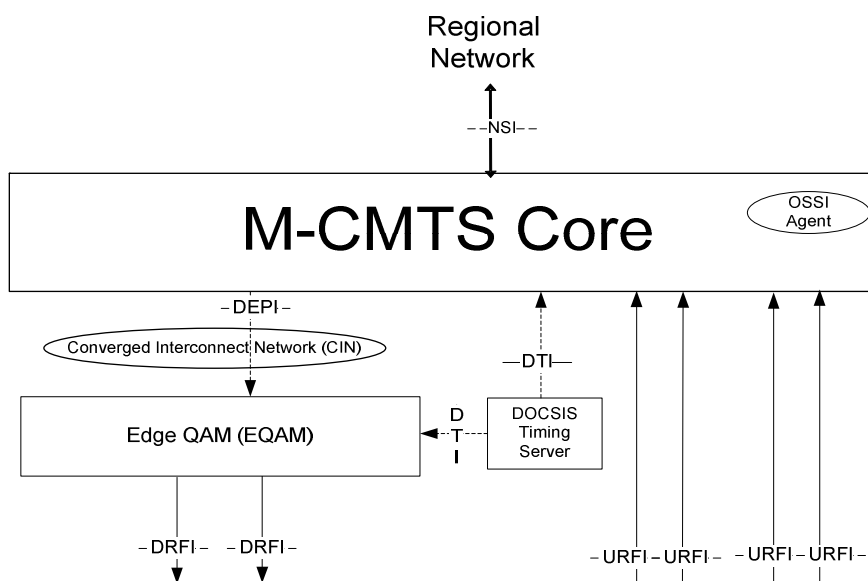 Regional
Network
--NSI--
M-CMTS Core
OSSI
Agent
-DEPI-
Converged Interconnect Network (CIN)
-DTI-
Edge QAM (EQAM)
D
T
I
DOCSIS
Timing
Server
-DRFI- -DRFI-
-URFI-URFI- -URFI-URFI-